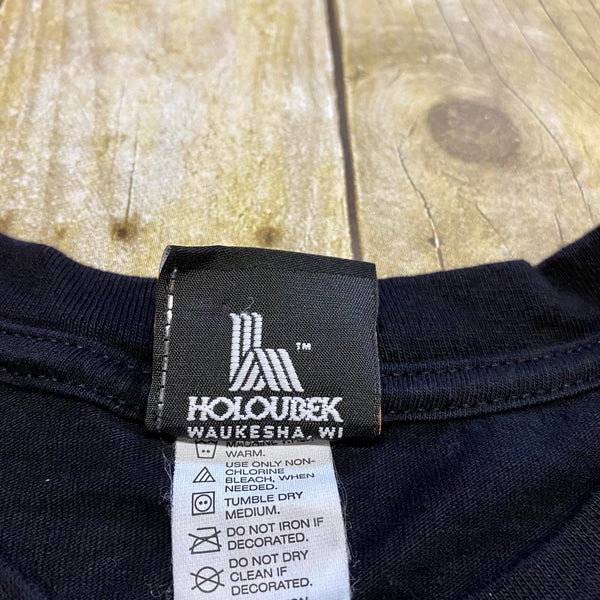 ™
HOLOUBEK
WAUKESHA, WI
WARM.
USE ONLY NON-
CHLORINE
BLEACH, WHEN
NEEDED.
TUMBLE DRY
MEDIUM.
DO NOT IRON IF
DECORATED.
DO NOT DRY
CLEAN IF
DECORATED.